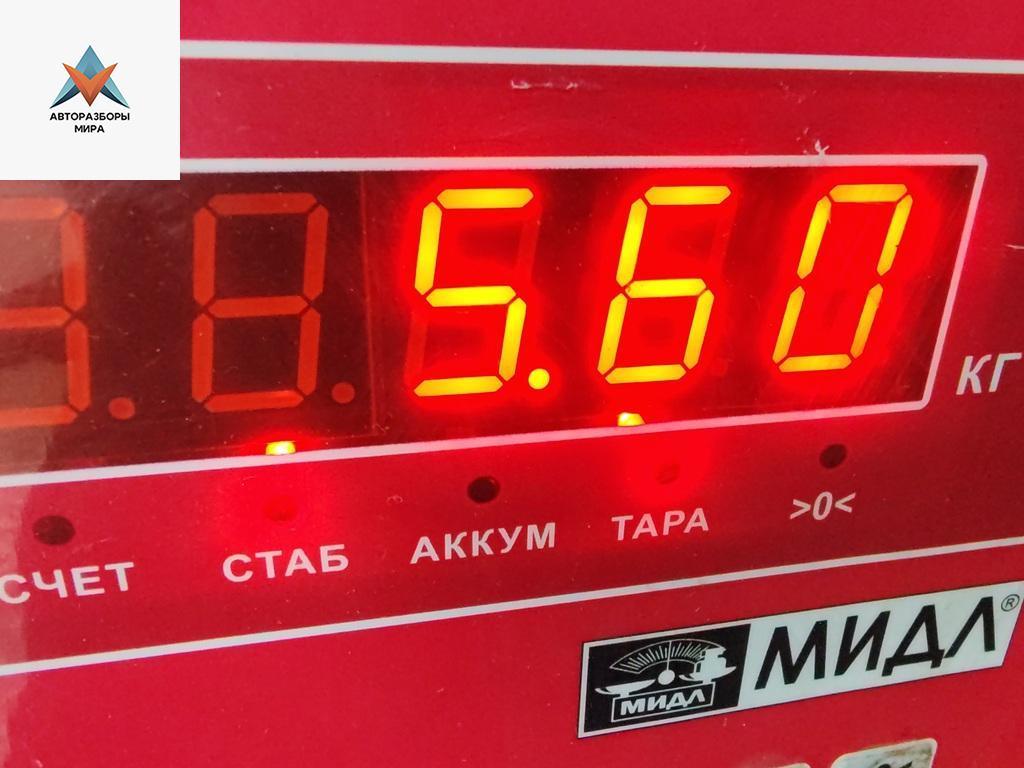 АВТОРАЗБОРЫ
МИРА
5.60
КГ
СЧЕТ СТАБ АККУМ ТАРА >0<
МИДЛ МИДЛ®